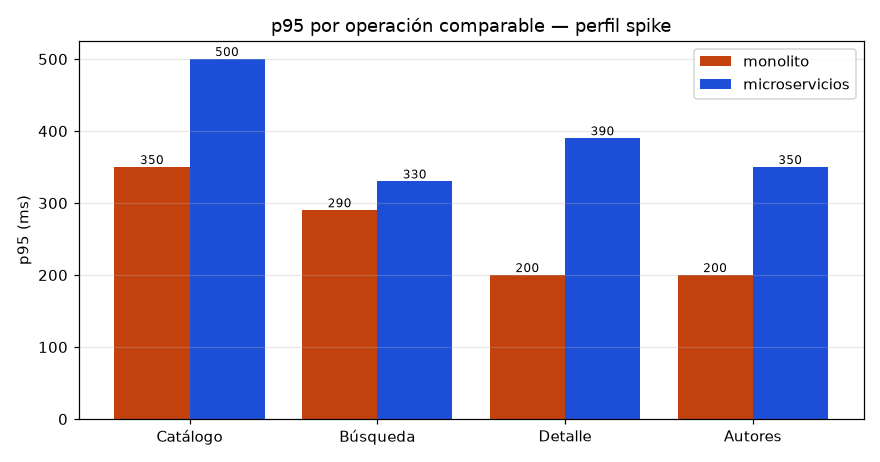 p95 por operación comparable — perfil spike
monolito
microservicios
p95 (ms)
500
400
300
200
100
0
350
500
290
330
200
390
200
350
Catálogo
Búsqueda
Detalle
Autores